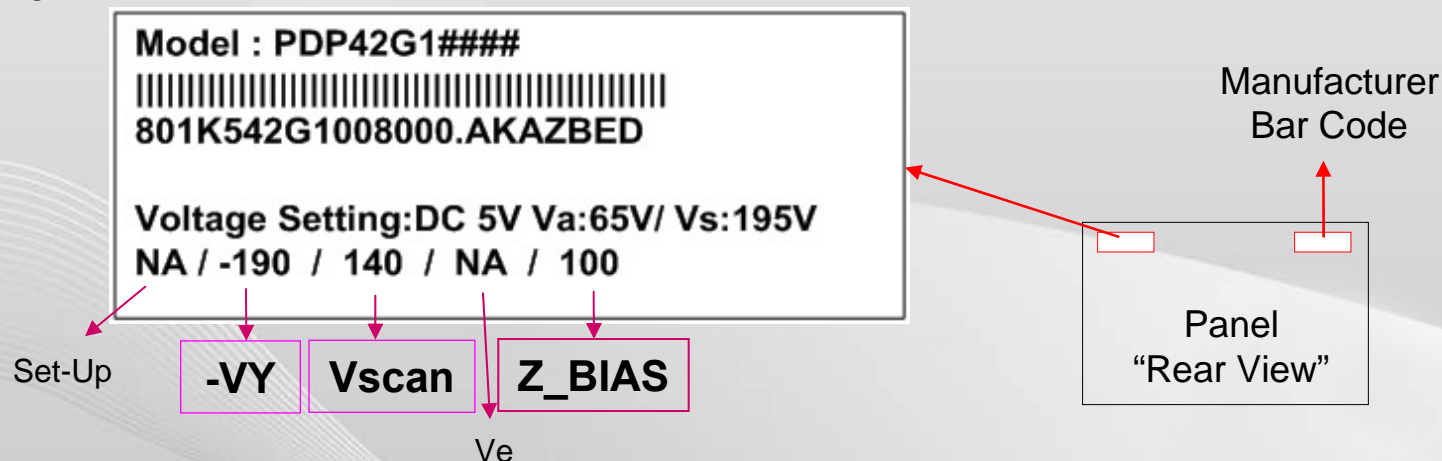 Model : PDP42G1####
801K542G1008000.AKAZBED
Voltage Setting:DC 5V Va:65V/ Vs:195V
NA / -190 / 140 / NA / 100
Set-Up
-VY
Vscan
Z_BIAS
Ve
Manufacturer
Bar Code
Panel
“Rear View”